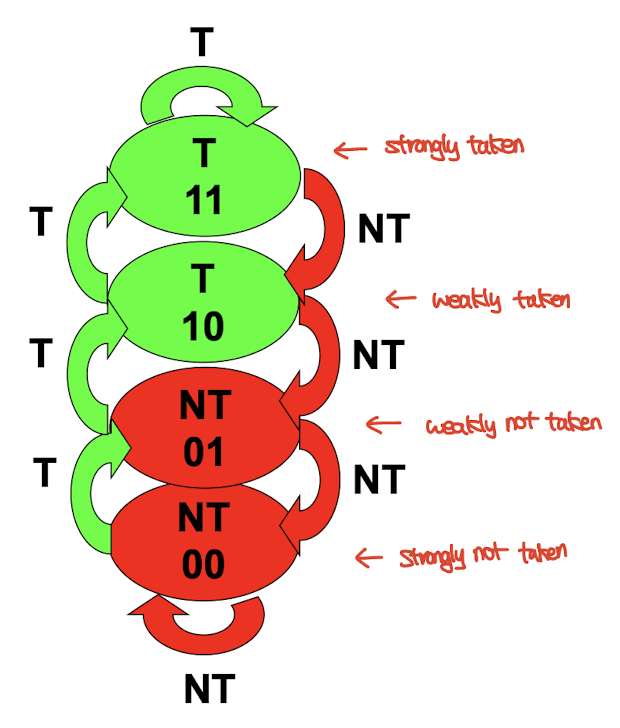 T
T
11
← strongly taken
T
NT
T
10
← weakly taken
T
NT
NT
01
← weakly not taken
T
NT
NT
00
← strongly not taken
NT